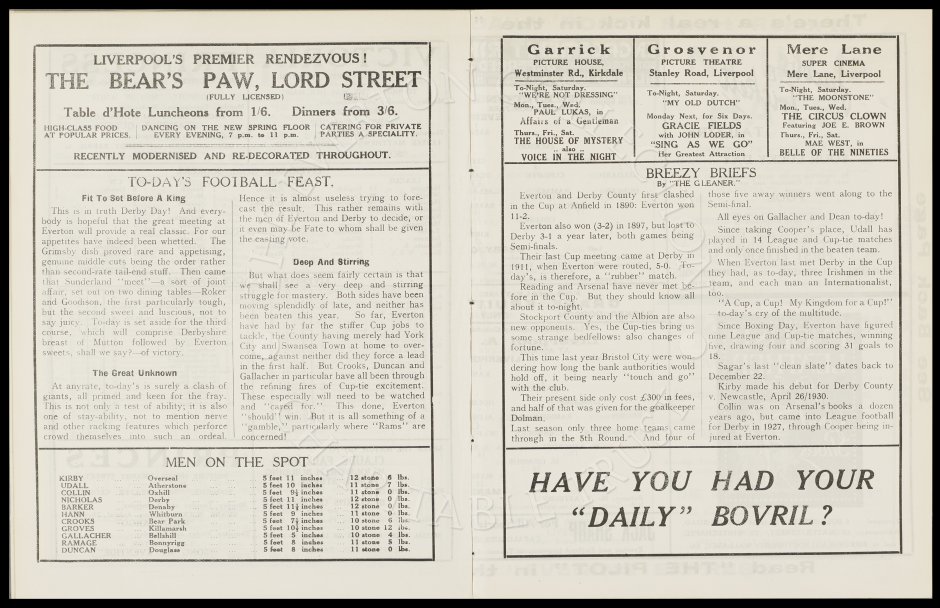 LIVERPOOL'S PREMIER RENDEZVOUS!
THE BEAR'S PAW, LORD STREET
(FULLY LICENSED)
Table d'Hote Luncheons from 1/6. Dinners from 3/6.
HIGH-CLASS FOOD
AT POPULAR PRICES.
DANCING ON THE NEW SPRING FLOOR
EVERY EVENING, 7 p.m. to 11 p.m.
CATERING FOR PRIVATE
PARTIES A SPECIALITY.
RECENTLY MODERNISED AND RE-DECORATED THROUGHOUT.
TO-DAY'S FOOTBALL FEAST.
Fit To Set Before A King
This is in truth Derby Day! And every-
body is hopeful that the great meeting at
Everton will provide a real classic. For our
appetites have indeed been whetted. The
Grimsby dish proved rare and appetising,
genuine middle cuts being the order rather
than second-rate tail-end stuff. Then came
that Sunderland "meet"—a sort of joint
affair, set out on two dining tables—Roker
and Goodison, the first particularly tough,
but the second sweet and luscious, not to
say juicy. To-day is set aside for the third
course, which will comprise Derbyshire
breast of Mutton followed by Everton
sweets, shall we say?—of victory.
The Great Unknown
At anyrate, to-day's is surely a clash of
giants, all primed and keen for the fray.
This is not only a test of ability; it is also
one of stay-ability, not to mention nerve
and other racking features which perforce
crowd themselves into such an ordeal.
Hence it is almost useless trying to fore-
cast the result. This rather remains with
the men of Everton and Derby to decide, or
it even may be Fate to whom shall be given
the casting vote.
Deep And Stirring
But what does seem fairly certain is that
we shall see a very deep and stirring
struggle for mastery. Both sides have been
moving splendidly of late, and neither has
been beaten this year. So far, Everton
have had by far the stiffer Cup jobs to
tackle, the County having merely had York
City and Swansea Town at home to over-
come, against neither did they force a lead
in the first half. But Crooks, Duncan and
Gallacher in particular have all been through
the refining fires of Cup-tie excitement.
These especially will need to be watched
and "cared for." This done, Everton
"should" win. But it is all something of a
"gamble," particularly where "Rams" are
concerned!
MEN ON THE SPOT
KIRBY Overseal 5 feet 11 inches 12 stone 6 lbs.
UDALL Atherstone 5 feet 10 inches 11 stone 7 lbs.
COLLIN Oxhill 5 feet 9½ inches 11 stone 0 lbs.
NICHOLAS Derby 5 feet 11 inches 12 stone 0 lbs.
BARKER Denaby 5 feet 11½ inches 12 stone 0 lbs.
HANN Whitburn 5 feet 9 inches 11 stone 0 lbs.
CROOKS Bear Park 5 feet 7½ inches 10 stone 6 lbs.
GROVES Killamarsh 5 feet 10½ inches 10 stone 12 lbs.
GALLACHER Bellshill 5 feet 5 inches 10 stone 4 lbs.
RAMAGE Bonnyrigg 5 feet 8 inches 11 stone 5 lbs.
DUNCAN Douglass 5 feet 8 inches 11 stone 0 lbs.
Garrick
PICTURE HOUSE,
Westminster Rd., Kirkdale
To-Night, Saturday.
"WE'RE NOT DRESSING"
Mon., Tues., Wed.
PAUL LUKAS, in
Affairs of a Gentleman
Thurs., Fri., Sat.
THE HOUSE OF MYSTERY
.. also ..
VOICE IN THE NIGHT
Grosvenor
PICTURE THEATRE
Stanley Road, Liverpool
To-Night, Saturday.
"MY OLD DUTCH"
Monday Next, for Six Days.
GRACIE FIELDS
with JOHN LODER, in
"SING AS WE GO"
Her Greatest Attraction
Mere Lane
SUPER CINEMA
Mere Lane, Liverpool
To-Night, Saturday.
"THE MOONSTONE"
Mon., Tues., Wed.
THE CIRCUS CLOWN
Featuring JOE E. BROWN
Thurs., Fri., Sat.
MAE WEST, in
BELLE OF THE NINETIES
BREEZY BRIEFS
By "THE GLEANER."
Everton and Derby County first clashed
in the Cup at Anfield in 1890: Everton won
11-2.
Everton also won (3-2) in 1897, but lost to
Derby 3-1 a year later, both games being
Semi-finals.
Their last Cup meeting came at Derby in
1911, when Everton were routed, 5-0. To-
day's, is therefore, a "rubber" match.
Reading and Arsenal have never met be-
fore in the Cup. But they should know all
about it to-night.
Stockport County and the Albion are also
new opponents. Yes, the Cup-ties bring us
some strange bedfellows: also changes of
fortune.
This time last year Bristol City were won-
dering how long the bank authorities would
hold off, it being nearly "touch and go"
with the club.
Their present side only cost £300 in fees,
and half of that was given for the goalkeeper
Dolman.
Last season only three home teams came
through in the 5th Round. And four of
those five away winners went along to the
Semi-final.
All eyes on Gallacher and Dean to-day!
Since taking Cooper's place, Udall has
played in 14 League and Cup-tie matches
and only once finished in the beaten team.
When Everton last met Derby in the Cup
they had, as to-day, three Irishmen in the
team, and each man an Internationalist,
too.
"A Cup, a Cup! My Kingdom for a Cup!"
—to-day's cry of the multitude.
Since Boxing Day, Everton have figured
in nine League and Cup-tie matches, winning
five, drawing four and scoring 31 goals to
18.
Sagar's last "clean slate" dates back to
December 22.
Kirby made his debut for Derby County
v. Newcastle, April 26/1930.
Collin was on Arsenal's books a dozen
years ago, but came into League football
for Derby in 1927, through Cooper being in-
jured at Everton.
HAVE YOU HAD YOUR
"DAILY" BOVRIL?